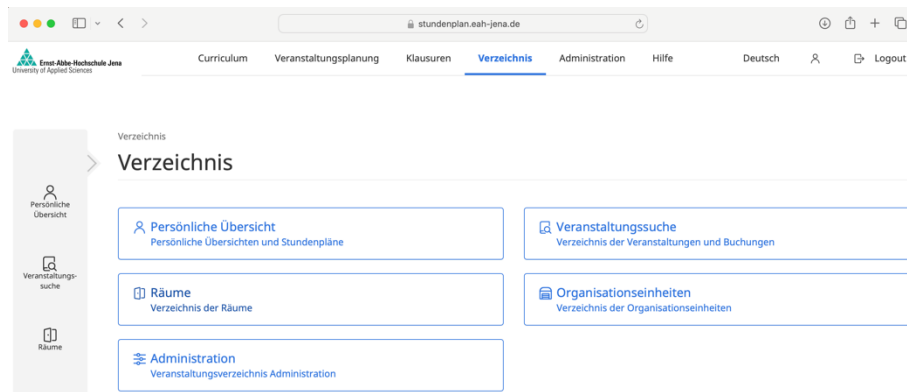 stundenplan.eah-jena.de
Ernst-Abbe-Hochschule Jena
University of Applied Sciences
Curriculum Veranstaltungsplanung Klausuren Verzeichnis Administration Hilfe Deutsch Logout
Verzeichnis
Verzeichnis
Persönliche
Übersicht
Veranstaltungs-
suche
Räume
Persönliche Übersicht
Persönliche Übersichten und Stundenpläne
Veranstaltungssuche
Verzeichnis der Veranstaltungen und Buchungen
Räume
Verzeichnis der Räume
Organisationseinheiten
Verzeichnis der Organisationseinheiten
Administration
Veranstaltungsverzeichnis Administration